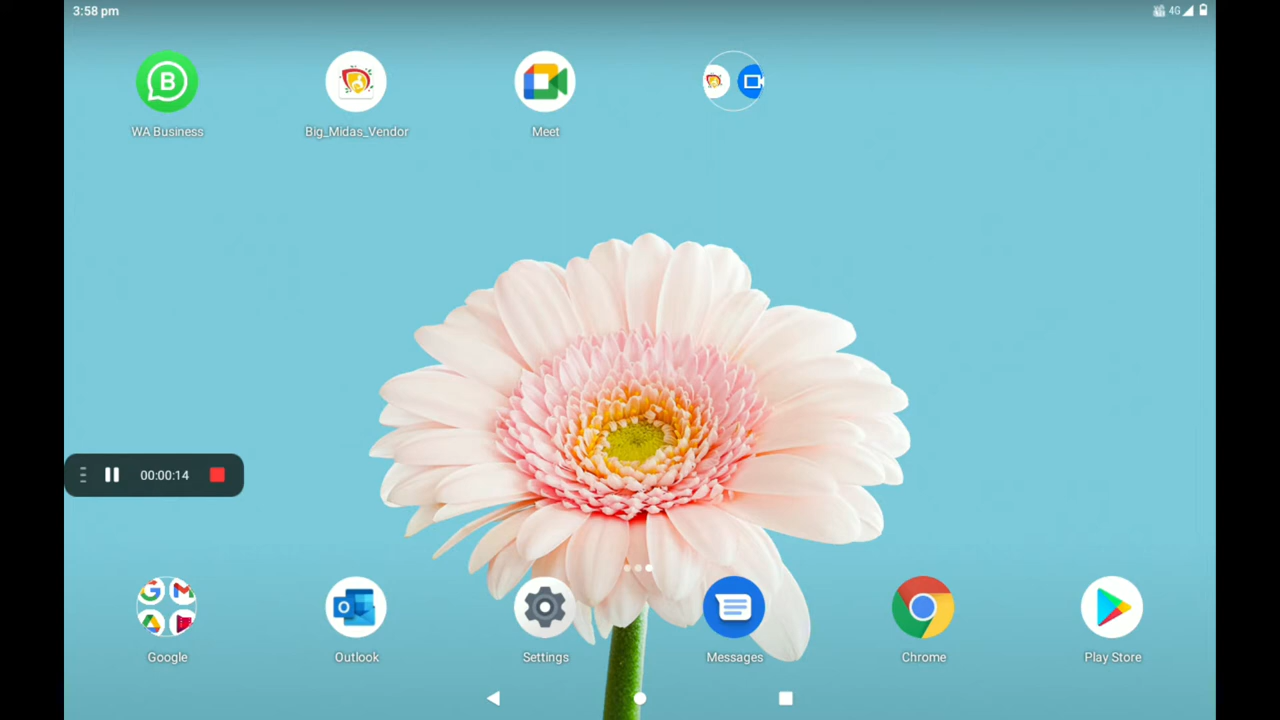 3:58 pm
4G
B
WA Business
Big_Midas_Vendor
Meet
00:00:14
Google
Outlook
Settings
Messages
Chrome
Play Store